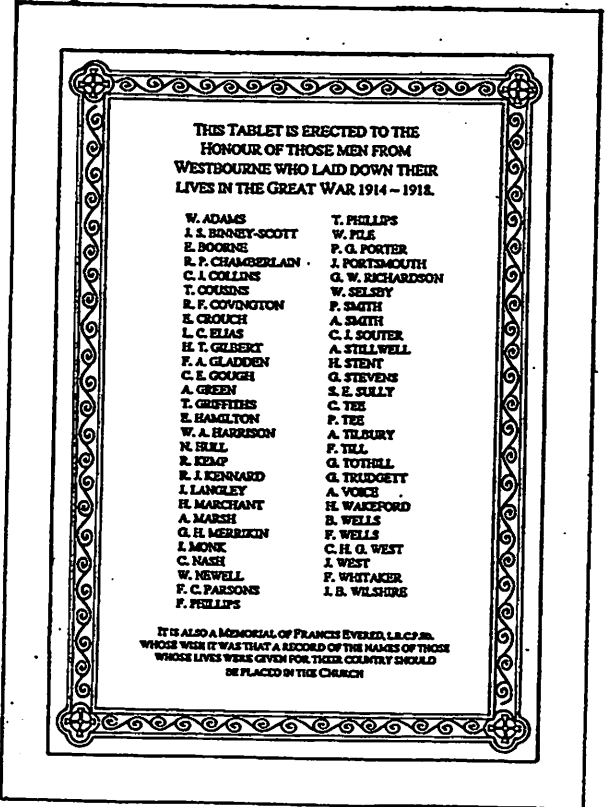 THIS TABLET IS ERECTED TO THE
HONOUR OF THOSE MEN FROM
WESTBOURNE WHO LAID DOWN THEIR
LIVES IN THE GREAT WAR 1914 – 1918.
W. ADAMS
J. S. BINNEY-SCOTT
E. BOORNE
R. P. CHAMBERLAIN
C. J. COLLINS
T. COUSINS
R. F. COVINGTON
E. CROUCH
L. C. ELIAS
H. T. GILBERT
F. A. GLADDEN
C. E. GOUGH
A. GREEN
T. GRIFFITHS
E. HAMILTON
W. A. HARRISON
N. HULL
R. KEMP
R. J. KENNARD
J. LANGLEY
H. MARCHANT
A. MARSH
G. H. MERRIKIN
J. MONK
C. NASH
W. NEWELL
F. C. PARSONS
F. PHILLIPS
T. PHILLIPS
W. PILE
P. G. PORTER
J. PORTSMOUTH
G. W. RICHARDSON
W. SELSBY
P. SMITH
A. SMITH
C. J. SOUTER
A. STILLWELL
H. STENT
G. STEVENS
S. E. SULLY
C. TEE
P. TEE
A. TILBURY
F. TILL
G. TOTHILL
G. TRUDGETT
A. VOICE
H. WAKEFORD
B. WELLS
F. WELLS
C. H. G. WEST
J. WEST
F. WHITAKER
J. B. WILSHIRE
IT IS ALSO A MEMORIAL OF FRANCIS EVERED, L.R.C.P.ED.
WHOSE WISH IT WAS THAT A RECORD OF THE NAMES OF THOSE
WHOSE LIVES WERE GIVEN FOR THEIR COUNTRY SHOULD
BE PLACED IN THE CHURCH